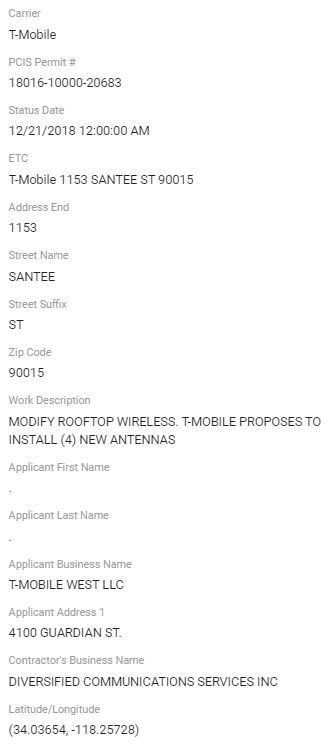 Carrier
T-Mobile
PCIS Permit #
18016-10000-20683
Status Date
12/21/2018 12:00:00 AM
ETC
T-Mobile 1153 SANTEE ST 90015
Address End
1153
Street Name
SANTEE
Street Suffix
ST
Zip Code
90015
Work Description
MODIFY ROOFTOP WIRELESS. T-MOBILE PROPOSES TO
INSTALL (4) NEW ANTENNAS
Applicant First Name
.
Applicant Last Name
.
Applicant Business Name
T-MOBILE WEST LLC
Applicant Address 1
4100 GUARDIAN ST.
Contractor's Business Name
DIVERSIFIED COMMUNICATIONS SERVICES INC
Latitude/Longitude
(34.03654, -118.25728)